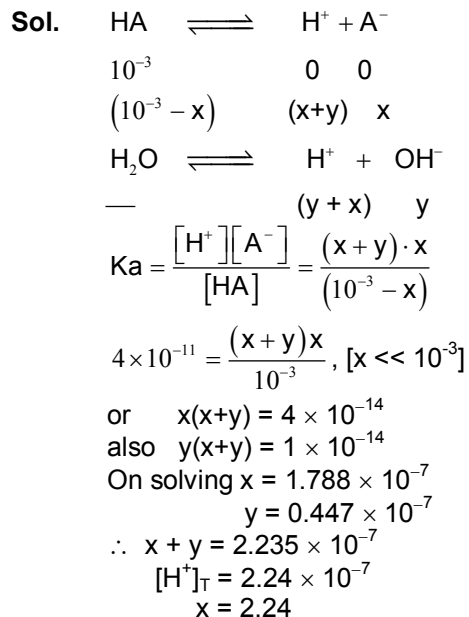 Sol. HA ⇌ H⁺ + A⁻
10⁻³ 0 0
(10⁻³ – x) (x+y) x
H₂O ⇌ H⁺ + OH⁻
— (y + x) y
Ka = [H⁺][A⁻] / [HA] = (x + y)·x / (10⁻³ – x)
4×10⁻¹¹ = (x + y)x / 10⁻³ , [x << 10⁻³]
or x(x+y) = 4 × 10⁻¹⁴
also y(x+y) = 1 × 10⁻¹⁴
On solving x = 1.788 × 10⁻⁷
y = 0.447 × 10⁻⁷
∴ x + y = 2.235 × 10⁻⁷
[H⁺]T = 2.24 × 10⁻⁷
x = 2.24